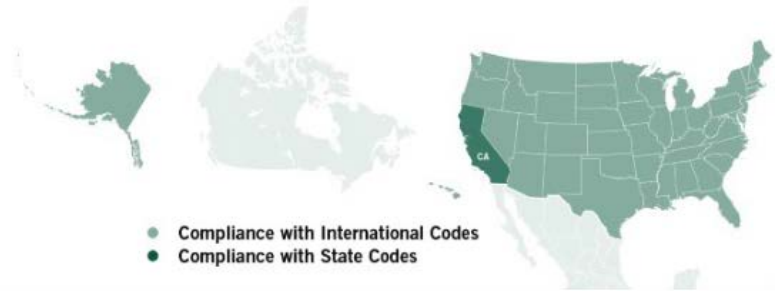 CA
Compliance with International Codes
Compliance with State Codes